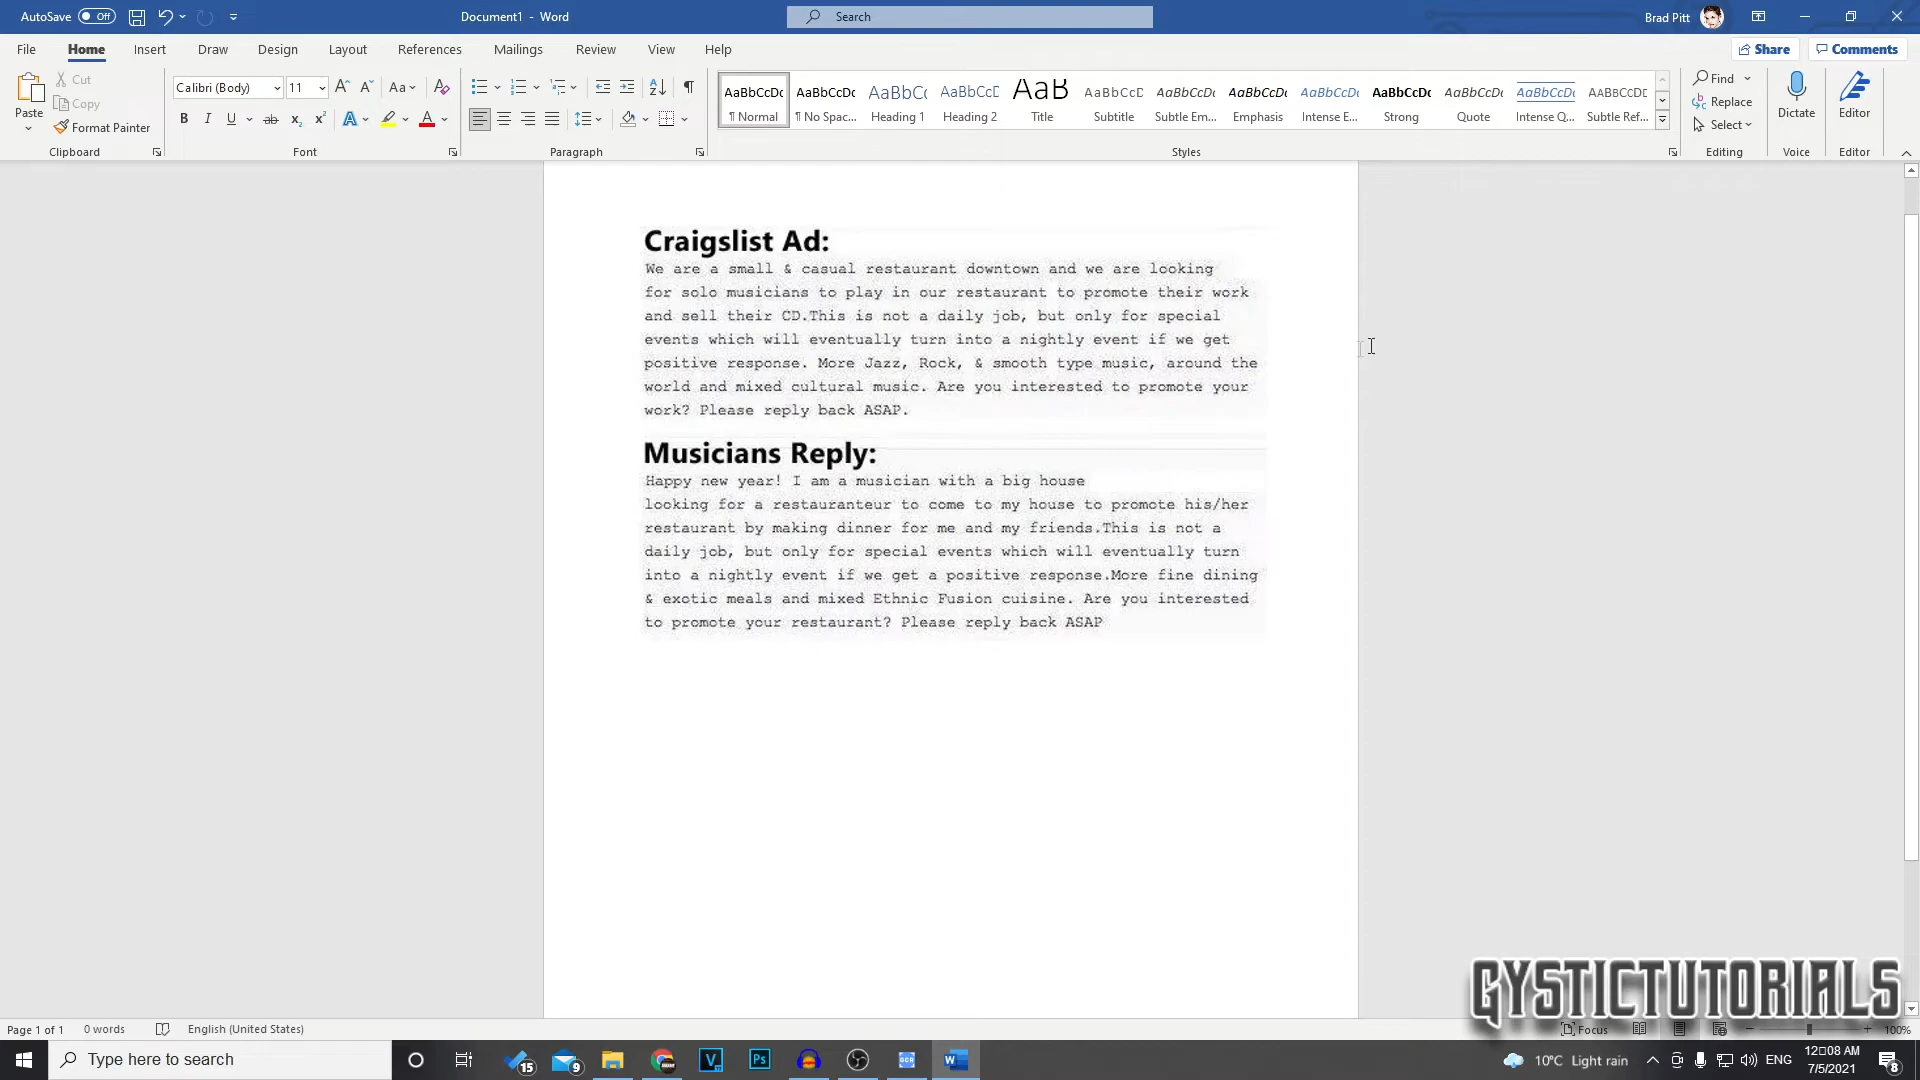 AutoSave Off Document1 - Word Search Brad Pitt
File Home Insert Draw Design Layout References Mailings Review View Help Share Comments
Paste Cut Copy Format Painter
Calibri (Body) 11
AaBbCcDc AaBbCcDc AaBbCc AaBbCcD AaB AaBbCcD AaBbCcDc AaBbCcDc AaBbCcDc AaBbCcDc AaBbCcDc AaBbCcDc AABBCCDD
¶ Normal ¶ No Spac... Heading 1 Heading 2 Title Subtitle Subtle Em... Emphasis Intense E... Strong Quote Intense Q... Subtle Ref...
Find Replace Select Dictate Editor
Clipboard Font Paragraph Styles Editing Voice Editor
Craigslist Ad:
We are a small & casual restaurant downtown and we are looking
for solo musicians to play in our restaurant to promote their work
and sell their CD.This is not a daily job, but only for special
events which will eventually turn into a nightly event if we get
positive response. More Jazz, Rock, & smooth type music, around the
world and mixed cultural music. Are you interested to promote your
work? Please reply back ASAP.
Musicians Reply:
Happy new year! I am a musician with a big house
looking for a restauranteur to come to my house to promote his/her
restaurant by making dinner for me and my friends.This is not a
daily job, but only for special events which will eventually turn
into a nightly event if we get a positive response.More fine dining
& exotic meals and mixed Ethnic Fusion cuisine. Are you interested
to promote your restaurant? Please reply back ASAP
GYSTICTUTORIALS
Page 1 of 1 0 words English (United States) Focus 100%
Type here to search 15 9 V Ps OCR W 10°C Light rain ENG 12:08 AM
7/5/2021 8